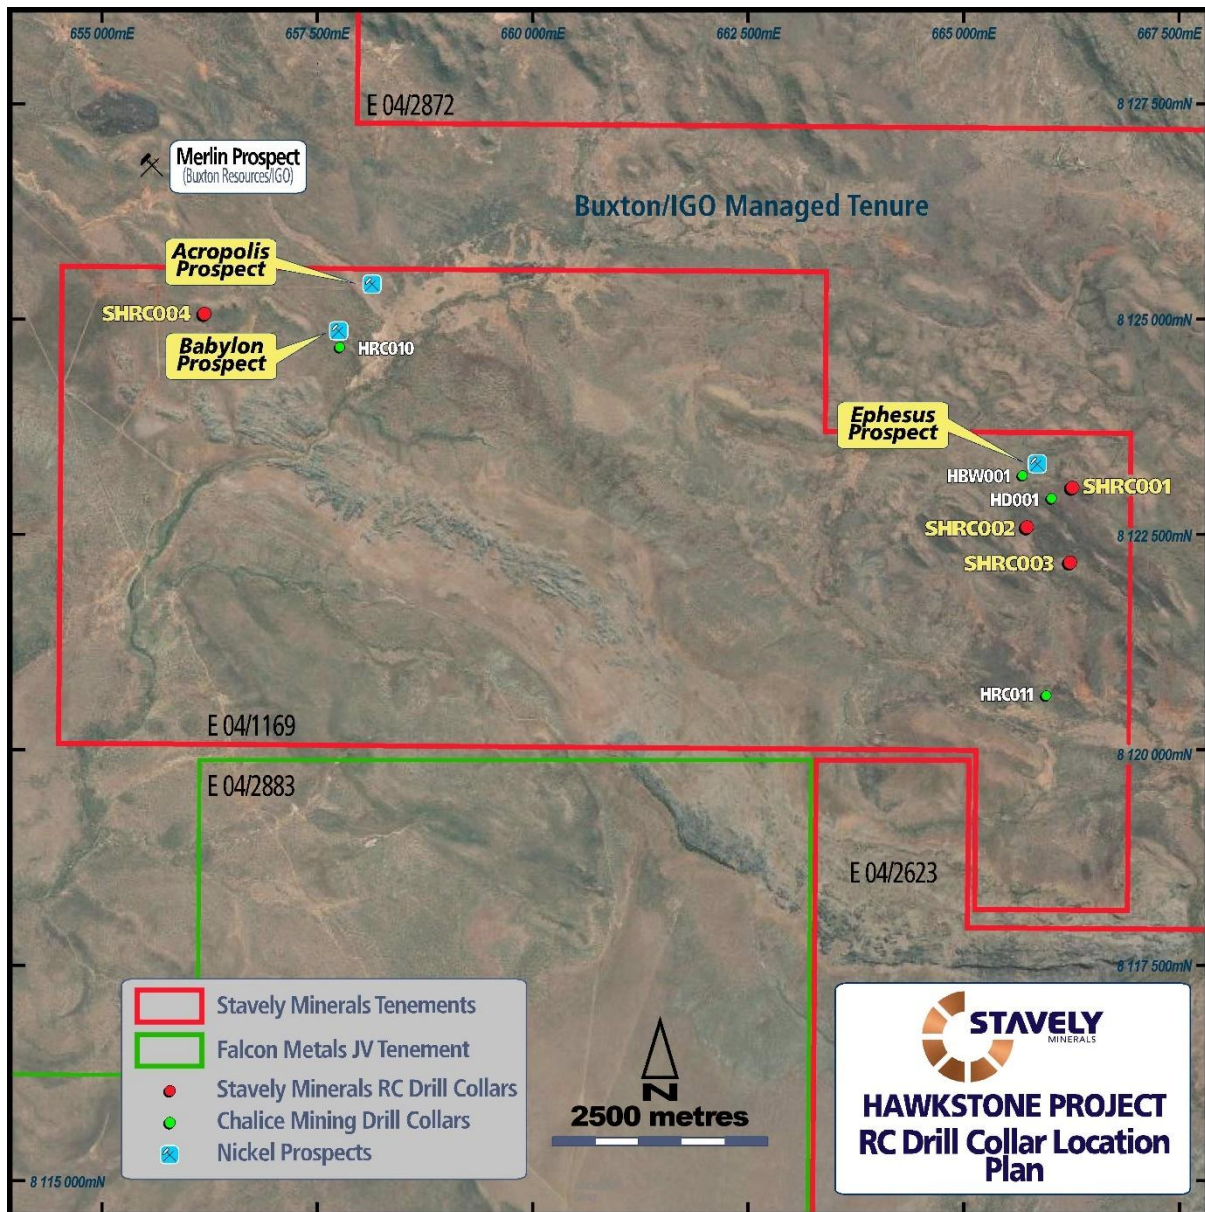 655 000mE
657 500mE
660 000mE
662 500mE
665 000mE
667 500mE
E 04/2872
8 127 500mN
Merlin Prospect
(Buxton Resources/IGO)
Buxton/IGO Managed Tenure
Acropolis
Prospect
SHRC004
8 125 000mN
Babylon
Prospect
HRC010
Ephesus
Prospect
HBW001
SHRC001
HD001
SHRC002
8 122 500mN
SHRC003
HRC011
E 04/1169
8 120 000mN
E 04/2883
E 04/2623
8 117 500mN
Stavely Minerals Tenements
Falcon Metals JV Tenement
Stavely Minerals RC Drill Collars
Chalice Mining Drill Collars
Nickel Prospects
N
2500 metres
STAVELY
MINERALS
HAWKSTONE PROJECT
RC Drill Collar Location
Plan
8 115 000mN